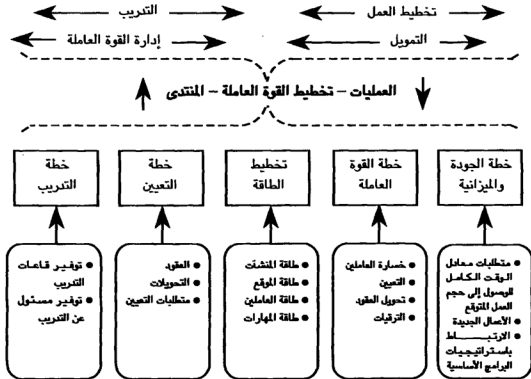 تخطيط العمل
التدريب
التمويل
إدارة القوة العاملة
العمليات - تخطيط القوة العاملة - المنتدى
خطة الجودة
والميزانية
خطة القوة
العاملة
تخطيط
الطاقة
خطة
التعيين
خطة
التدريب
● متطلبات معادل
الوقت الكامل
للوصول إلى حجم
العمل المتوقع
● الأعمال الجديدة
● الارتباط
باستراتيجيات
البرامج الأساسية
● خسارة العاملين
● التعيين
● تحويل العقود
● الترقيات
● طاقة المنشآت
● طاقة الموقع
● طاقة العاملين
● طاقة المهارات
● العقود
● التحويلات
● متطلبات التعيين
● توفير قاعات
التدريب
● توفير مسئول
عن التدريب